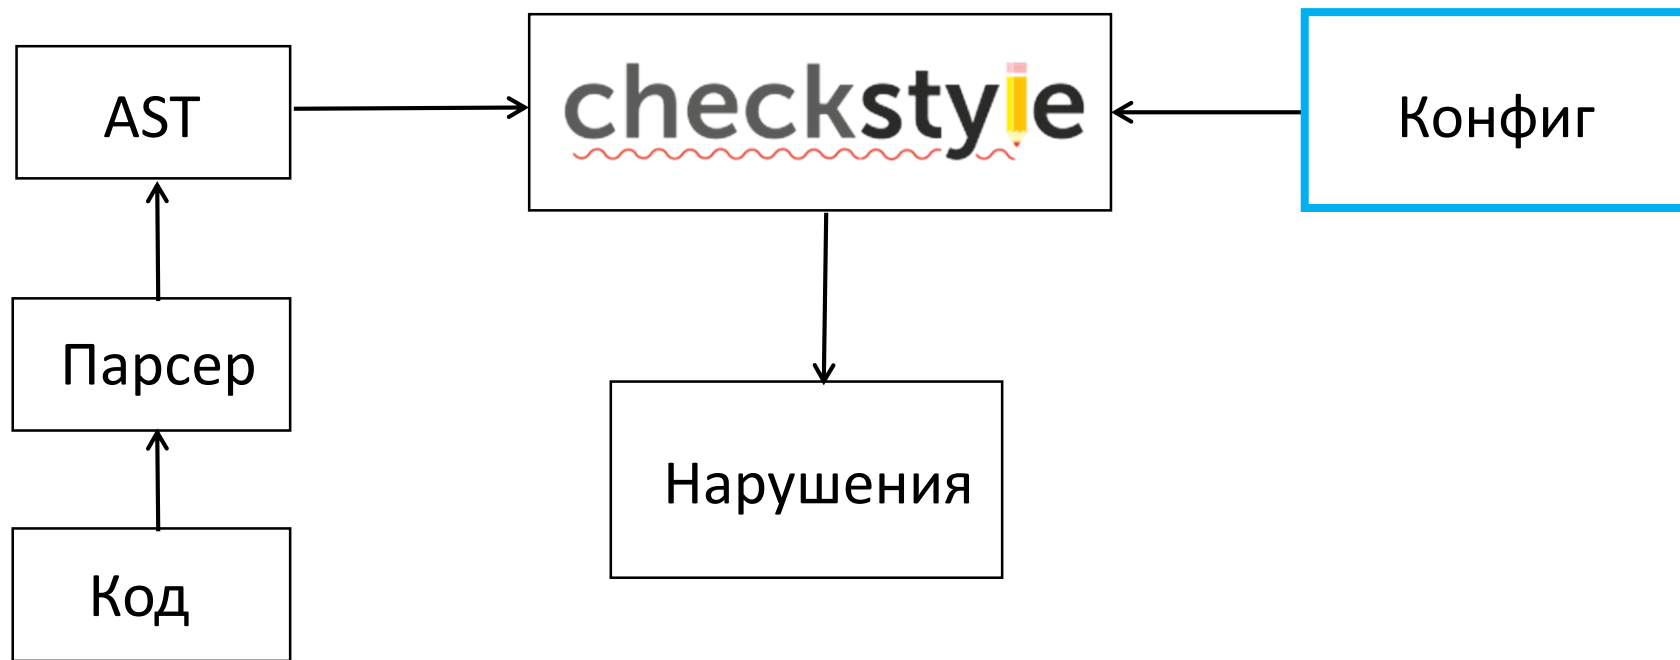 AST
checkstyle
Конфиг
Парсер
Нарушения
Код